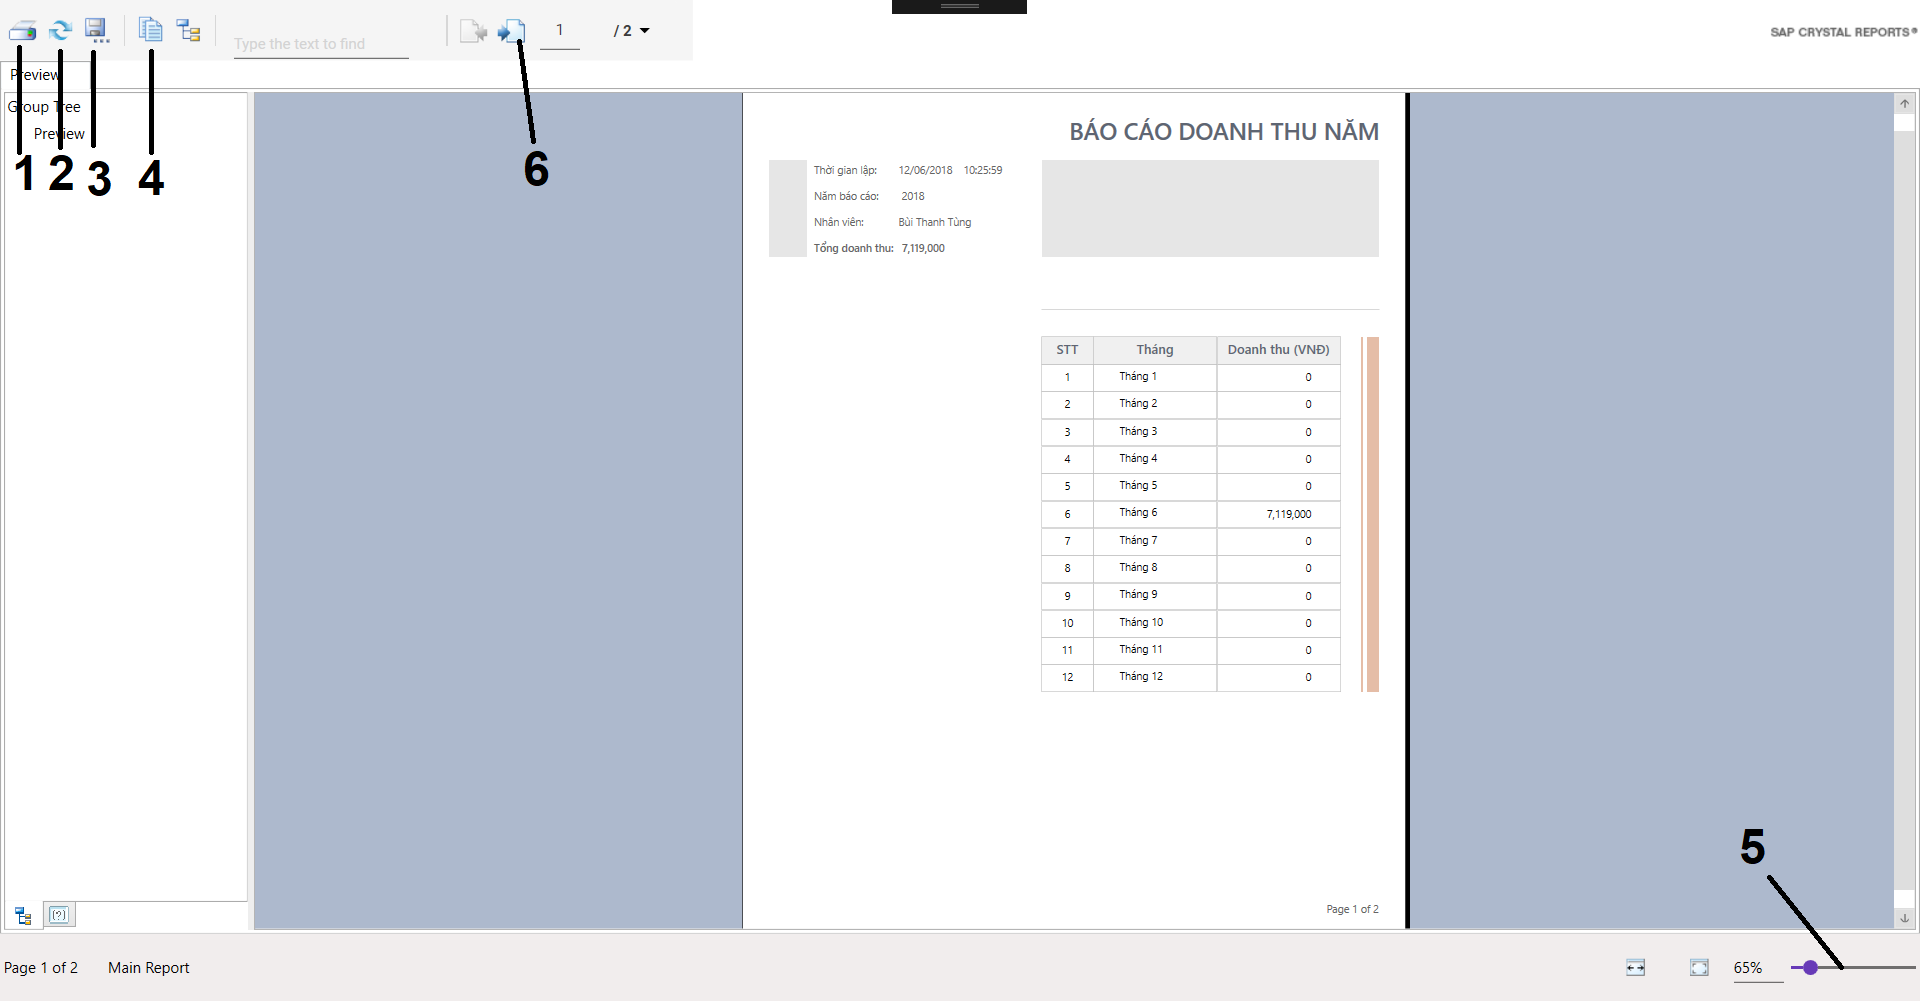 Type the text to find
1
/ 2
SAP CRYSTAL REPORTS®
Preview
Group Tree
Preview
1 2 3 4
6
BÁO CÁO DOANH THU NĂM
Thời gian lập: 12/06/2018 10:25:59
Năm báo cáo: 2018
Nhân viên: Bùi Thanh Tùng
Tổng doanh thu: 7,119,000
STT Tháng Doanh thu (VNĐ)
1 Tháng 1 0
2 Tháng 2 0
3 Tháng 3 0
4 Tháng 4 0
5 Tháng 5 0
6 Tháng 6 7,119,000
7 Tháng 7 0
8 Tháng 8 0
9 Tháng 9 0
10 Tháng 10 0
11 Tháng 11 0
12 Tháng 12 0
5
Page 1 of 2
Page 1 of 2 Main Report
65%